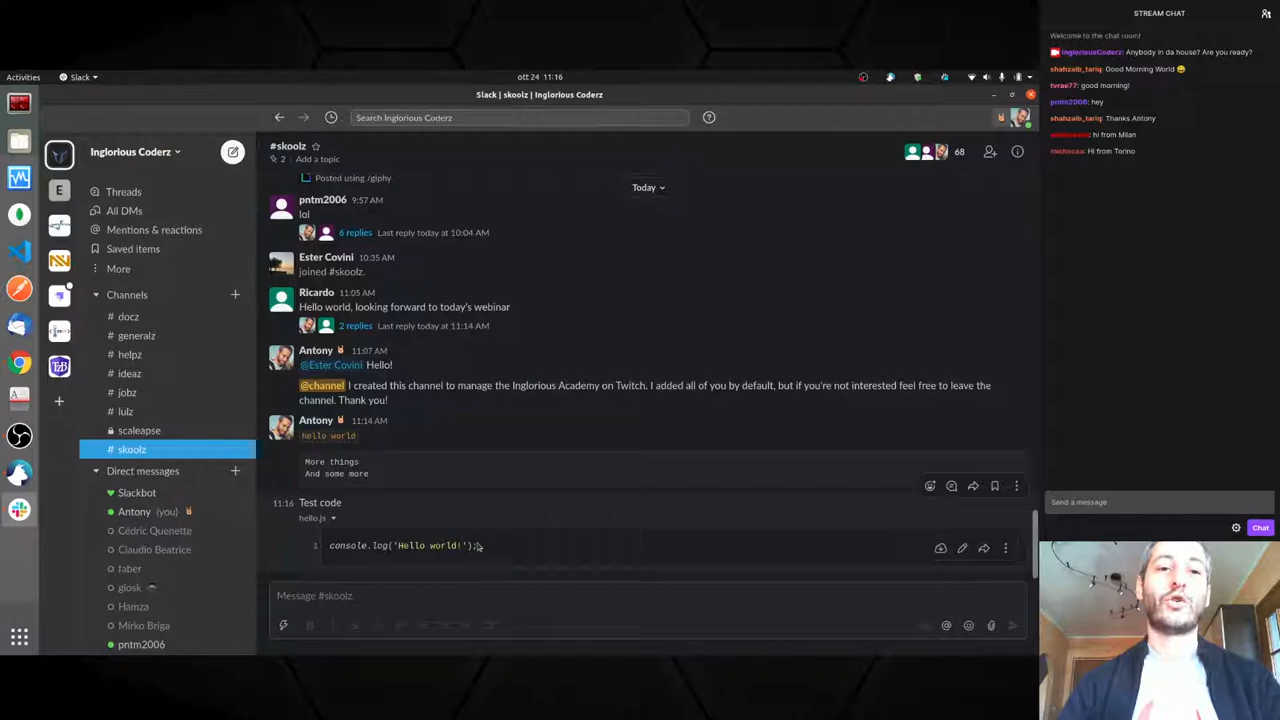 STREAM CHAT
Welcome to the chat room!
IngloriousCoderz: Anybody in da house? Are you ready?
shahzaib_tariq: Good Morning World 😄
tvrae77: good morning!
pntm2006: hey
shahzaib_tariq: Thanks Antony
: hi from Milan
: Hi from Torino
Send a message
Chat
Activities
Slack
ott 24 11:16
Slack | skoolz | Inglorious Coderz
Search Inglorious Coderz
Inglorious Coderz
E
Threads
All DMs
Mentions & reactions
Saved items
More
Channels
# docz
# generalz
# helpz
# ideaz
# jobz
# lulz
scaleapse
# skoolz
Direct messages
Slackbot
Antony (you)
Cédric Quenette
Claudio Beatrice
faber
glosk
Hamza
Mirko Briga
pntm2006
#skoolz
2 Add a topic
68
Posted using /giphy
Today
pntm2006 9:57 AM
lol
6 replies Last reply today at 10:04 AM
Ester Covini 10:35 AM
joined #skoolz.
Ricardo 11:05 AM
Hello world, looking forward to today's webinar
2 replies Last reply today at 11:14 AM
Antony 11:07 AM
@Ester Covini Hello!
@channel I created this channel to manage the Inglorious Academy on Twitch. I added all of you by default, but if you're not interested feel free to leave the
channel. Thank you!
Antony 11:14 AM
hello world
More things
And some more
11:16 Test code
hello.js
1 console.log('Hello world!');
Message #skoolz